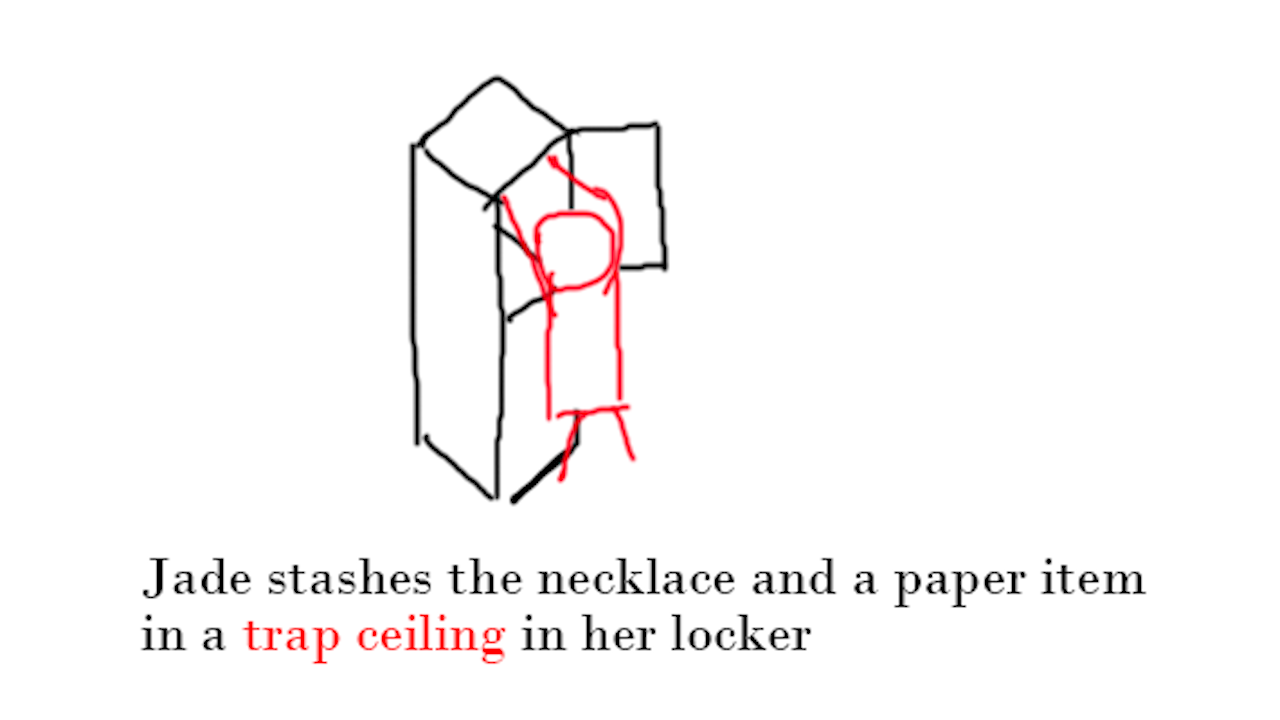 Jade stashes the necklace and a paper item
in a trap ceiling in her locker